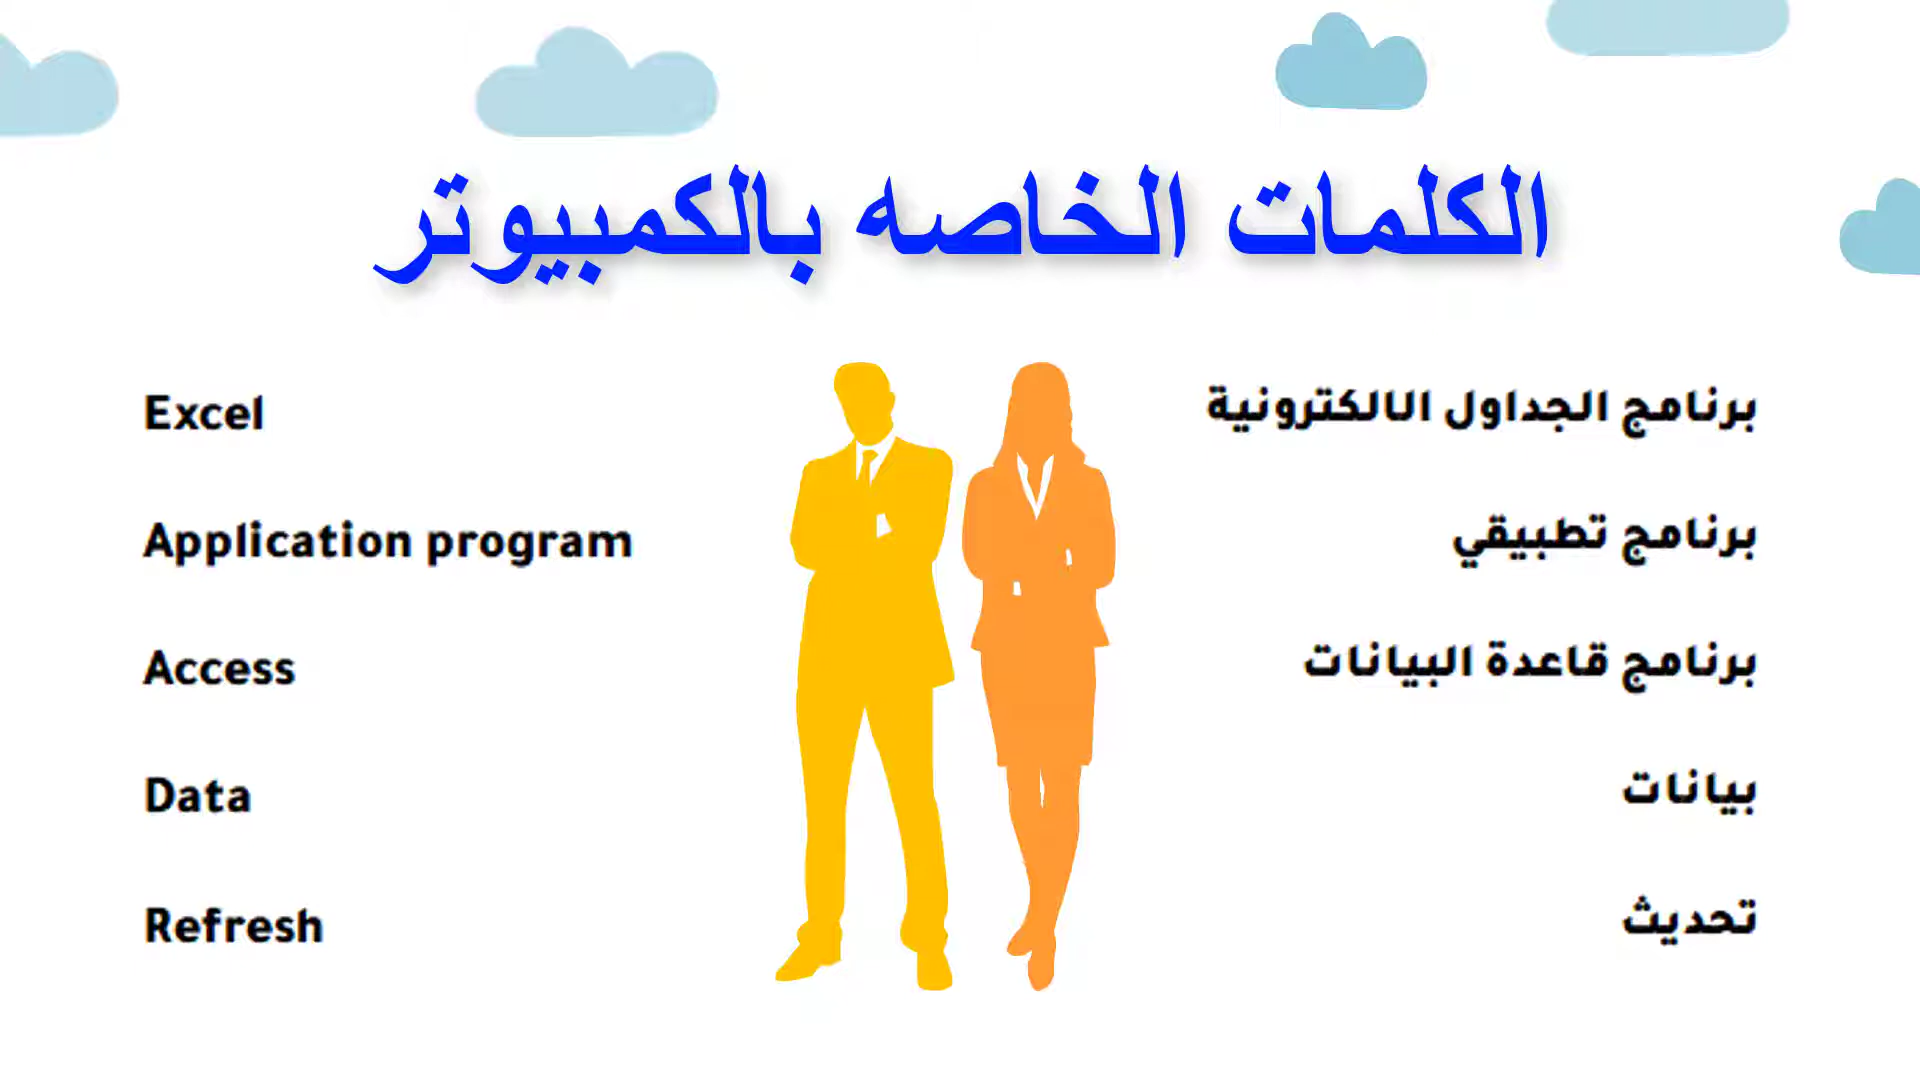 الكلمات الخاصه بالكمبيوتر
Excel برنامج الجداول الالكترونية
Application program برنامج تطبيقي
Access برنامج قاعدة البيانات
Data بيانات
Refresh تحديث